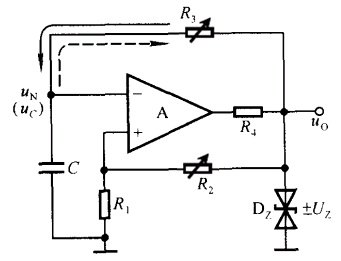 R₃
u_N
(u_C)
−
A
+
R₄
u_O
C
R₂
R₁
D_Z
±U_Z